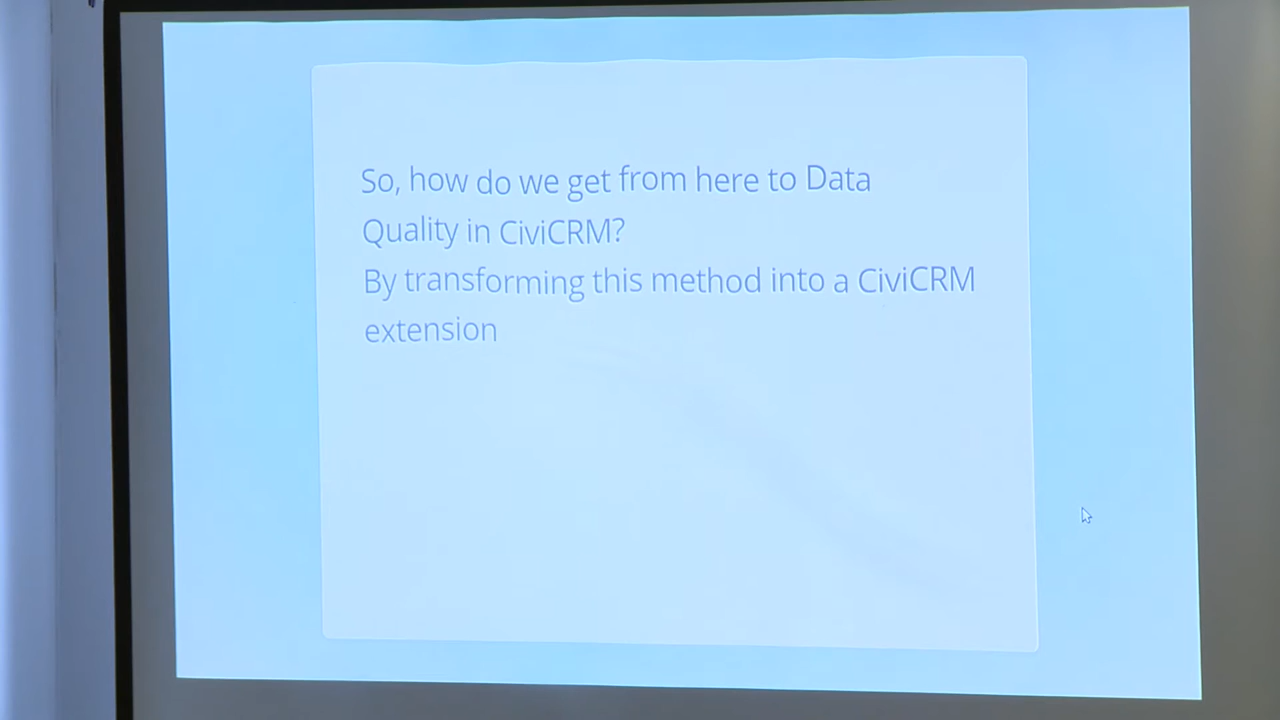 So, how do we get from here to Data
Quality in CiviCRM?
By transforming this method into a CiviCRM
extension